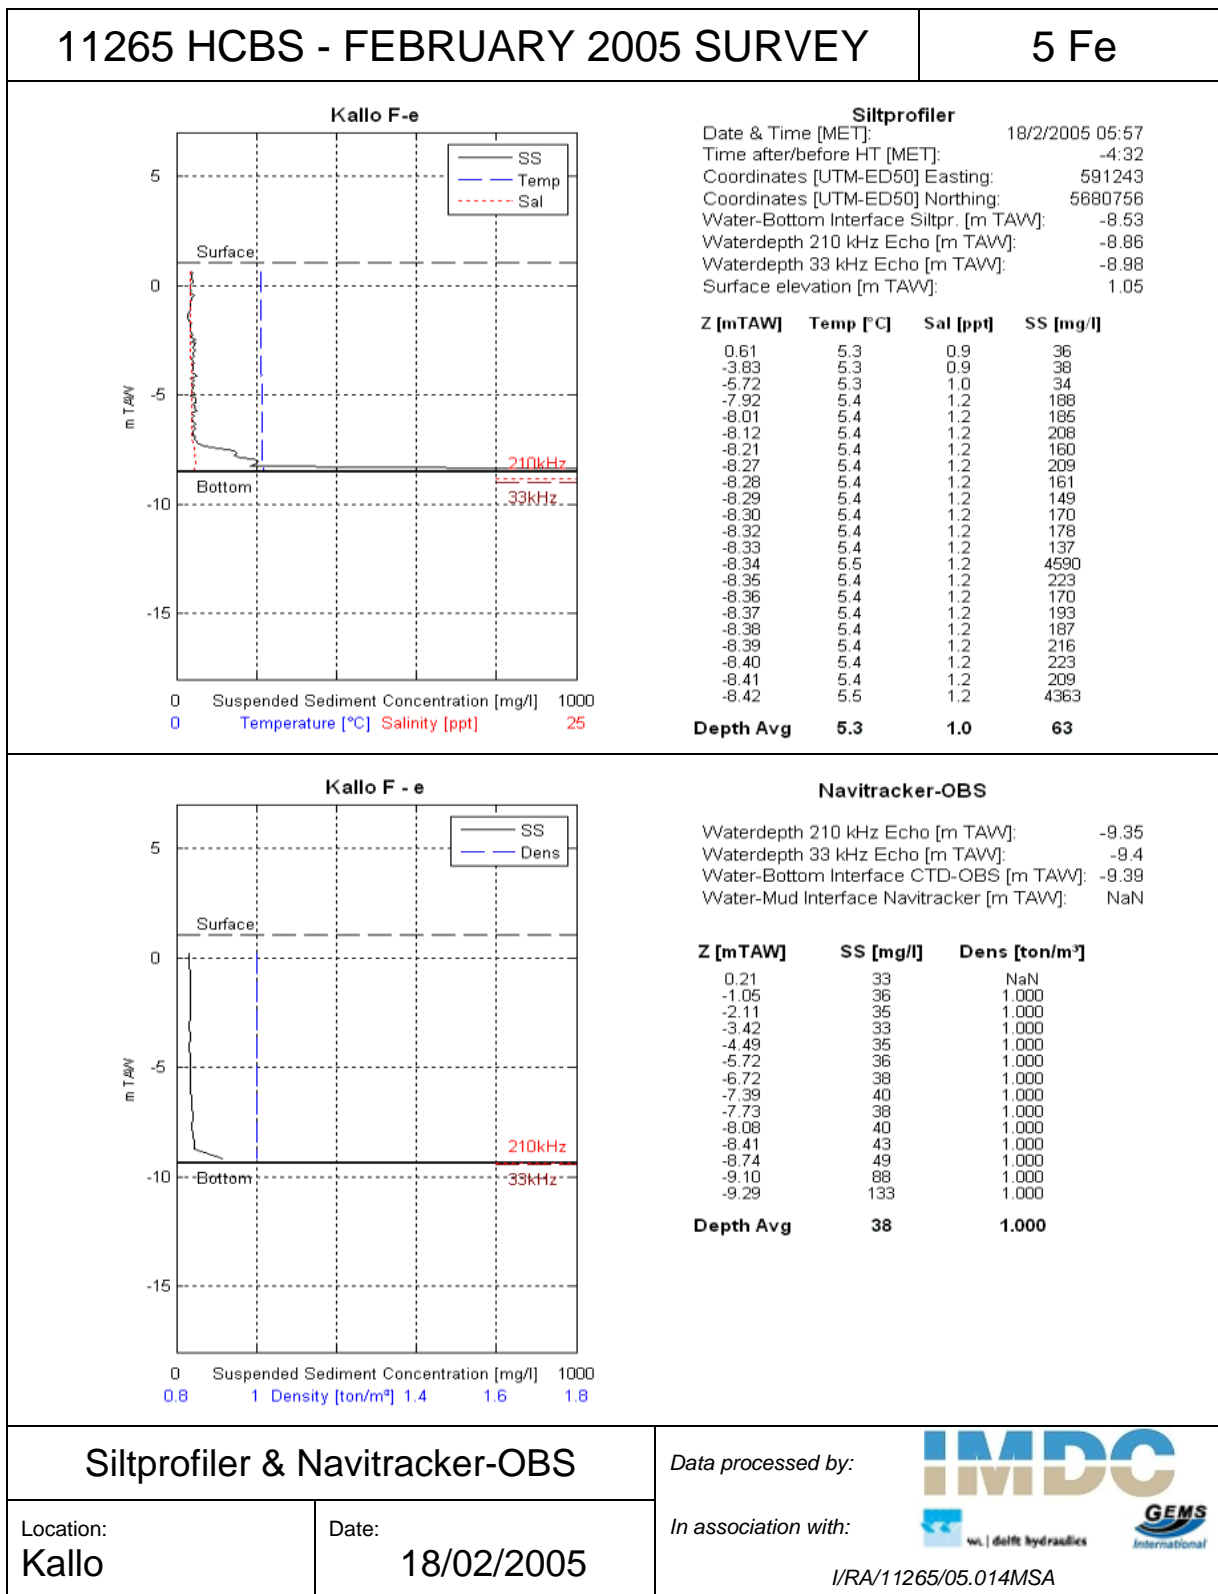 11265 HCBS - FEBRUARY 2005 SURVEY
5 Fe
Kallo F-e
SS
Temp
Sal
5
Surface
0
m TAW
-5
210kHz
Bottom
-10
33kHz
-15
0 Suspended Sediment Concentration [mg/l] 1000
0 Temperature [°C] Salinity [ppt] 25
Siltprofiler
Date & Time [MET]: 18/2/2005 05:57
Time after/before HT [MET]: -4:32
Coordinates [UTM-ED50] Easting: 591243
Coordinates [UTM-ED50] Northing: 5680756
Water-Bottom Interface Siltpr. [m TAW]: -8.53
Waterdepth 210 kHz Echo [m TAW]: -8.86
Waterdepth 33 kHz Echo [m TAW]: -8.98
Surface elevation [m TAW]: 1.05
Z [mTAW] Temp [°C] Sal [ppt] SS [mg/l]
0.61 5.3 0.9 36
-3.83 5.3 0.9 38
-5.72 5.3 1.0 34
-7.92 5.4 1.2 188
-8.01 5.4 1.2 185
-8.12 5.4 1.2 208
-8.21 5.4 1.2 160
-8.27 5.4 1.2 209
-8.28 5.4 1.2 161
-8.29 5.4 1.2 149
-8.30 5.4 1.2 170
-8.32 5.4 1.2 178
-8.33 5.4 1.2 137
-8.34 5.5 1.2 4590
-8.35 5.4 1.2 223
-8.36 5.4 1.2 170
-8.37 5.4 1.2 193
-8.38 5.4 1.2 187
-8.39 5.4 1.2 216
-8.40 5.4 1.2 223
-8.41 5.4 1.2 209
-8.42 5.5 1.2 4363
Depth Avg 5.3 1.0 63
Kallo F - e
SS
Dens
5
Surface
0
m TAW
-5
210kHz
-10
Bottom
33kHz
-15
0 Suspended Sediment Concentration [mg/l] 1000
0.8 1 Density [ton/m³] 1.4 1.6 1.8
Navitracker-OBS
Waterdepth 210 kHz Echo [m TAW]: -9.35
Waterdepth 33 kHz Echo [m TAW]: -9.4
Water-Bottom Interface CTD-OBS [m TAW]: -9.39
Water-Mud Interface Navitracker [m TAW]: NaN
Z [mTAW] SS [mg/l] Dens [ton/m³]
0.21 33 NaN
-1.05 36 1.000
-2.11 35 1.000
-3.42 33 1.000
-4.49 35 1.000
-5.72 36 1.000
-6.72 38 1.000
-7.39 40 1.000
-7.73 38 1.000
-8.08 40 1.000
-8.41 43 1.000
-8.74 49 1.000
-9.10 88 1.000
-9.29 133 1.000
Depth Avg 38 1.000
Siltprofiler & Navitracker-OBS
Location:
Kallo
Date:
18/02/2005
Data processed by:
IMDC
In association with:
wl | delft hydraulics
GEMS
International
I/RA/11265/05.014MSA